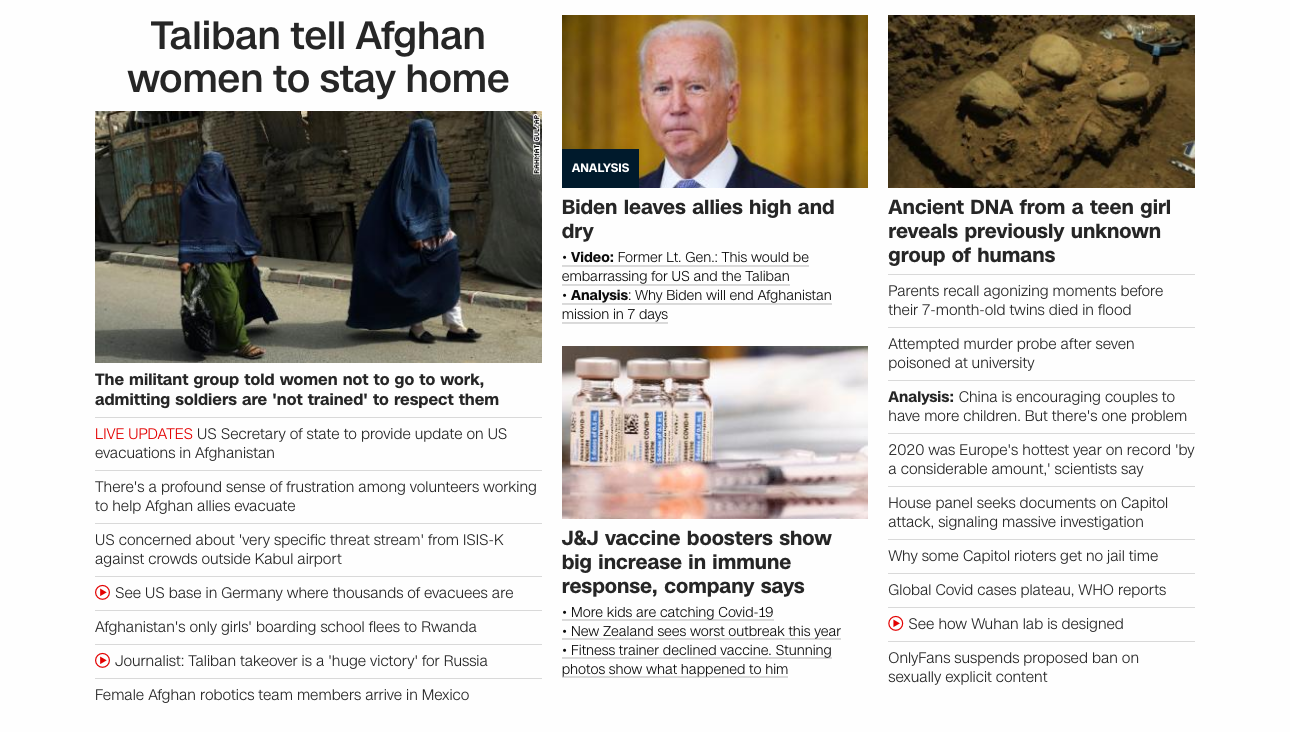 Taliban tell Afghan
women to stay home
RAHMAT GUL/AP
The militant group told women not to go to work,
admitting soldiers are 'not trained' to respect them
LIVE UPDATES US Secretary of state to provide update on US
evacuations in Afghanistan
There's a profound sense of frustration among volunteers working
to help Afghan allies evacuate
US concerned about 'very specific threat stream' from ISIS-K
against crowds outside Kabul airport
See US base in Germany where thousands of evacuees are
Afghanistan's only girls' boarding school flees to Rwanda
Journalist: Taliban takeover is a 'huge victory' for Russia
Female Afghan robotics team members arrive in Mexico
ANALYSIS
Biden leaves allies high and
dry
• Video: Former Lt. Gen.: This would be
embarrassing for US and the Taliban
• Analysis: Why Biden will end Afghanistan
mission in 7 days
J&J vaccine boosters show
big increase in immune
response, company says
• More kids are catching Covid-19
• New Zealand sees worst outbreak this year
• Fitness trainer declined vaccine. Stunning
photos show what happened to him
Ancient DNA from a teen girl
reveals previously unknown
group of humans
Parents recall agonizing moments before
their 7-month-old twins died in flood
Attempted murder probe after seven
poisoned at university
Analysis: China is encouraging couples to
have more children. But there's one problem
2020 was Europe's hottest year on record 'by
a considerable amount,' scientists say
House panel seeks documents on Capitol
attack, signaling massive investigation
Why some Capitol rioters get no jail time
Global Covid cases plateau, WHO reports
See how Wuhan lab is designed
OnlyFans suspends proposed ban on
sexually explicit content